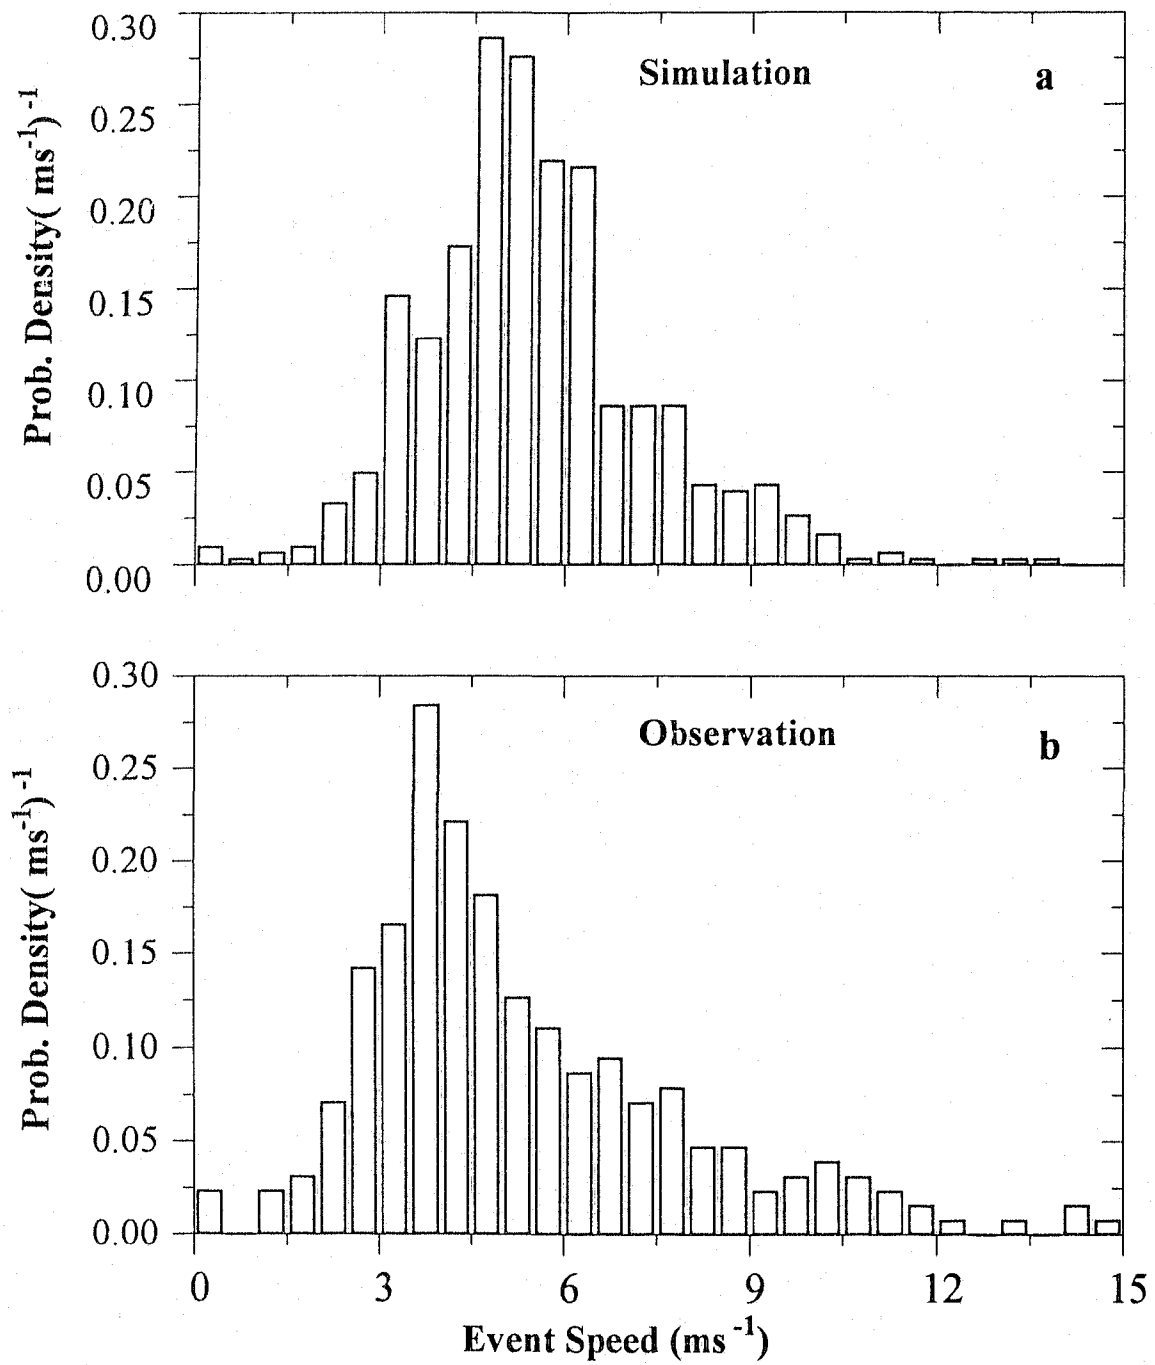 0.30
Simulation
a
0.25
0.20
0.15
0.10
0.05
0.00
Prob. Density( ms⁻¹)⁻¹
0.30
Observation
b
0.25
0.20
0.15
0.10
0.05
0.00
Prob. Density( ms⁻¹)⁻¹
0 3 6 9 12 15
Event Speed (ms⁻¹)